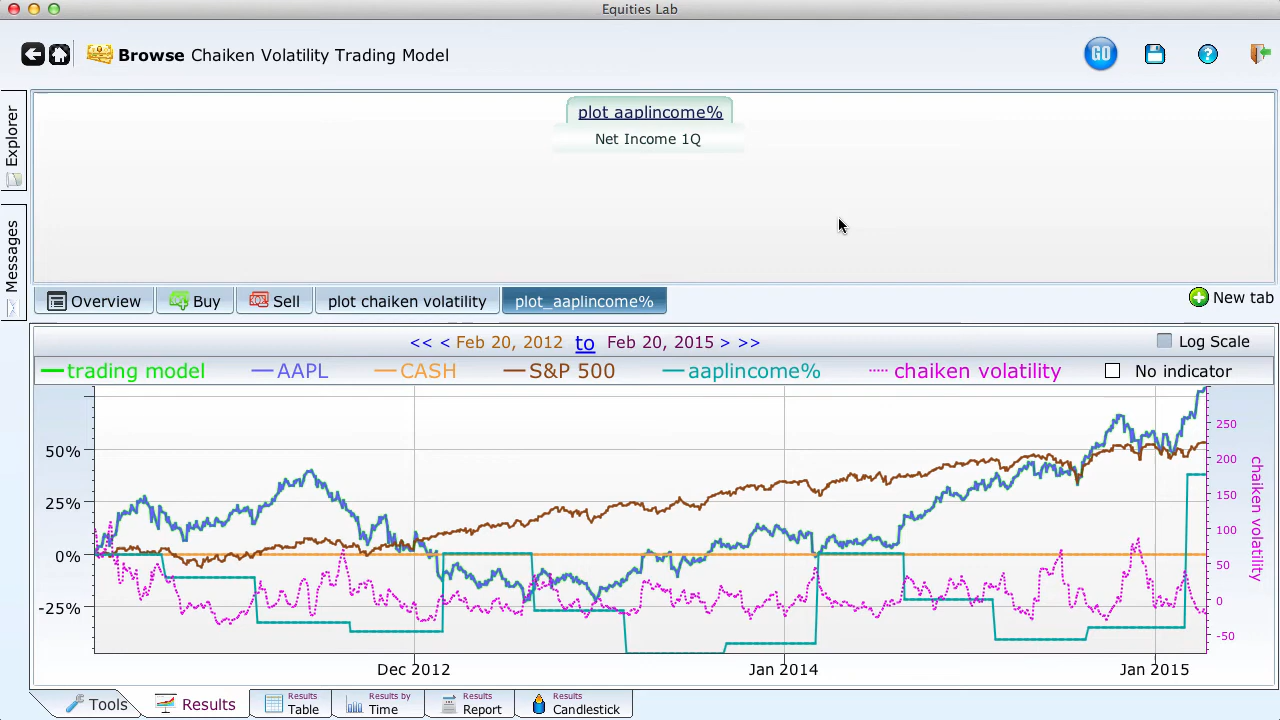 Equities Lab
Browse Chaiken Volatility Trading Model
GO
?
Explorer
Messages
plot aaplincome%
Net Income 1Q
Overview
Buy
Sell
plot chaiken volatility
plot_aaplincome%
New tab
<< < Feb 20, 2012 to Feb 20, 2015 > >>
Log Scale
trading model
AAPL
CASH
S&P 500
aaplincome%
chaiken volatility
No indicator
50%
25%
0%
-25%
250
200
150
100
50
0
-50
chaiken volatility
Dec 2012
Jan 2014
Jan 2015
Tools
Results
Results Table
Results by Time
Results Report
Results Candlestick